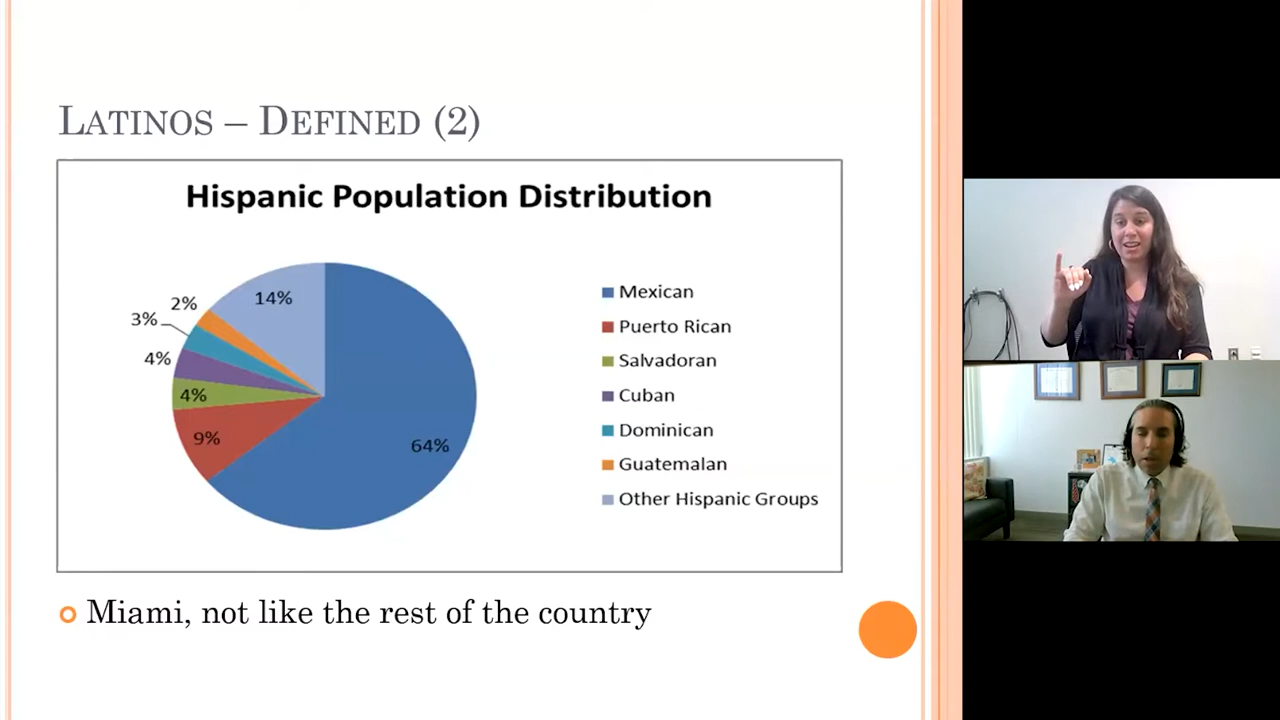 LATINOS – DEFINED (2)
Hispanic Population Distribution
14%
2%
3%
4%
4%
9%
64%
Mexican
Puerto Rican
Salvadoran
Cuban
Dominican
Guatemalan
Other Hispanic Groups
Miami, not like the rest of the country